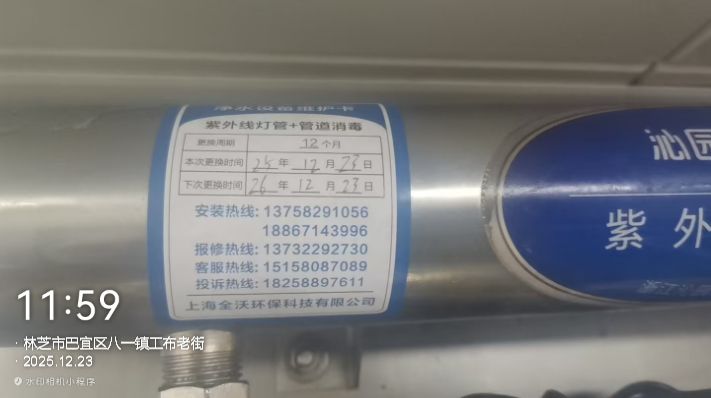 净水设备维护卡
紫外线灯管+管道消毒
更换周期 12个月
本次更换时间 25年 12月 23日
下次更换时间 26年 12月 23日
安装热线: 13758291056
18867143996
报修热线: 13732292730
客服热线: 15158087089
投诉热线: 18258897611
上海全沃环保科技有限公司
沁园
紫外
11:59
· 林芝市巴宜区八一镇工布老街
· 2025.12.23
水印相机小程序